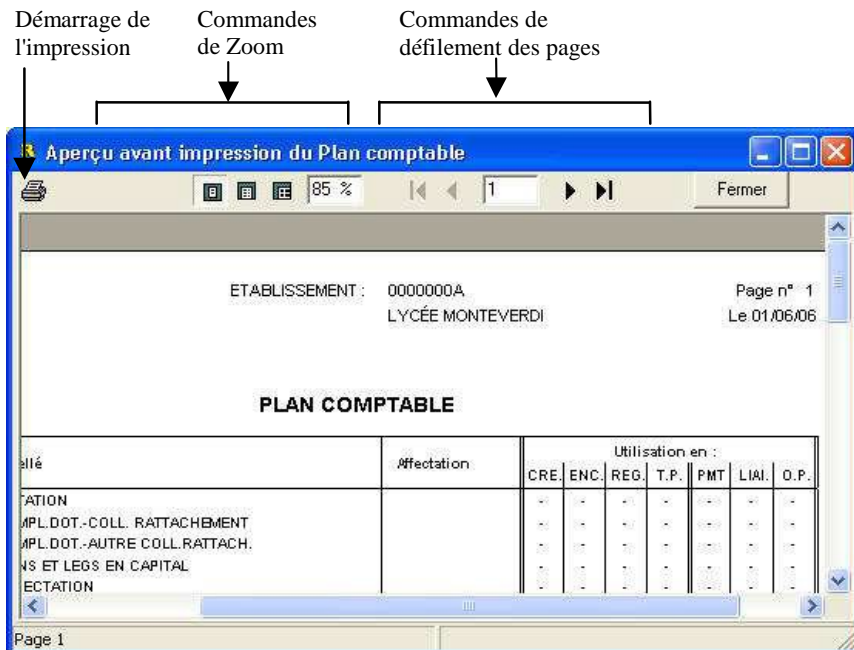 Démarrage de l'impression
Commandes de Zoom
Commandes de défilement des pages
Aperçu avant impression du Plan comptable
85 % 1 Fermer
ETABLISSEMENT : 0000000A Page n° 1
LYCÉE MONTEVERDI Le 01/06/06
PLAN COMPTABLE
ellé Affectation Utilisation en :
CRE. ENC. REG. T.P. PMT LIAI. O.P.
TATION - - - - - - -
MPL.DOT.-COLL. RATTACHEMENT - - - - - - -
MPL.DOT.-AUTRE COLL.RATTACH. - - - - - - -
NS ET LEGS EN CAPITAL - - - - - - -
ECTATION - - - - - - -
Page 1